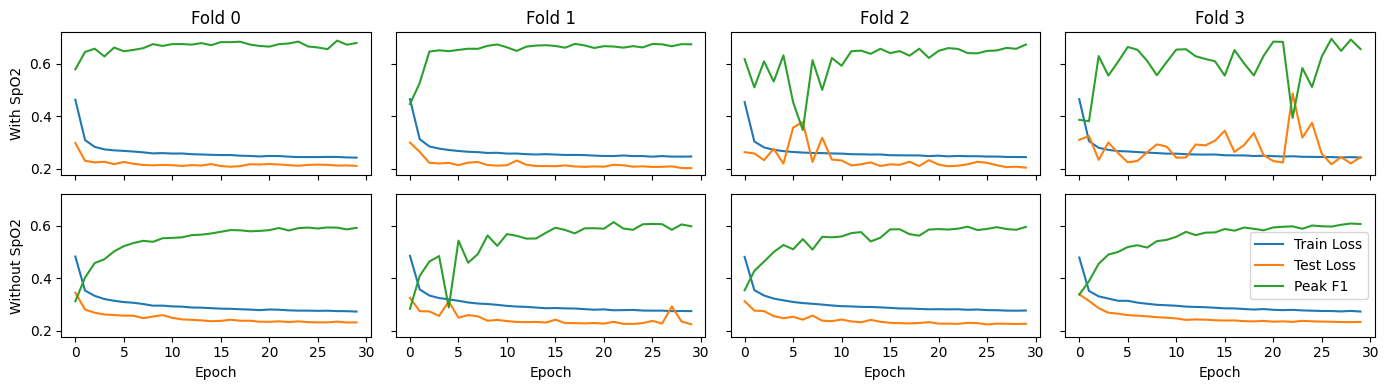 Fold 0 Fold 1 Fold 2 Fold 3
With SpO2
0.6
0.4
0.2
Without SpO2
0.6
0.4
0.2
Train Loss
Test Loss
Peak F1
0 5 10 15 20 25 30 0 5 10 15 20 25 30 0 5 10 15 20 25 30 0 5 10 15 20 25 30
Epoch Epoch Epoch Epoch